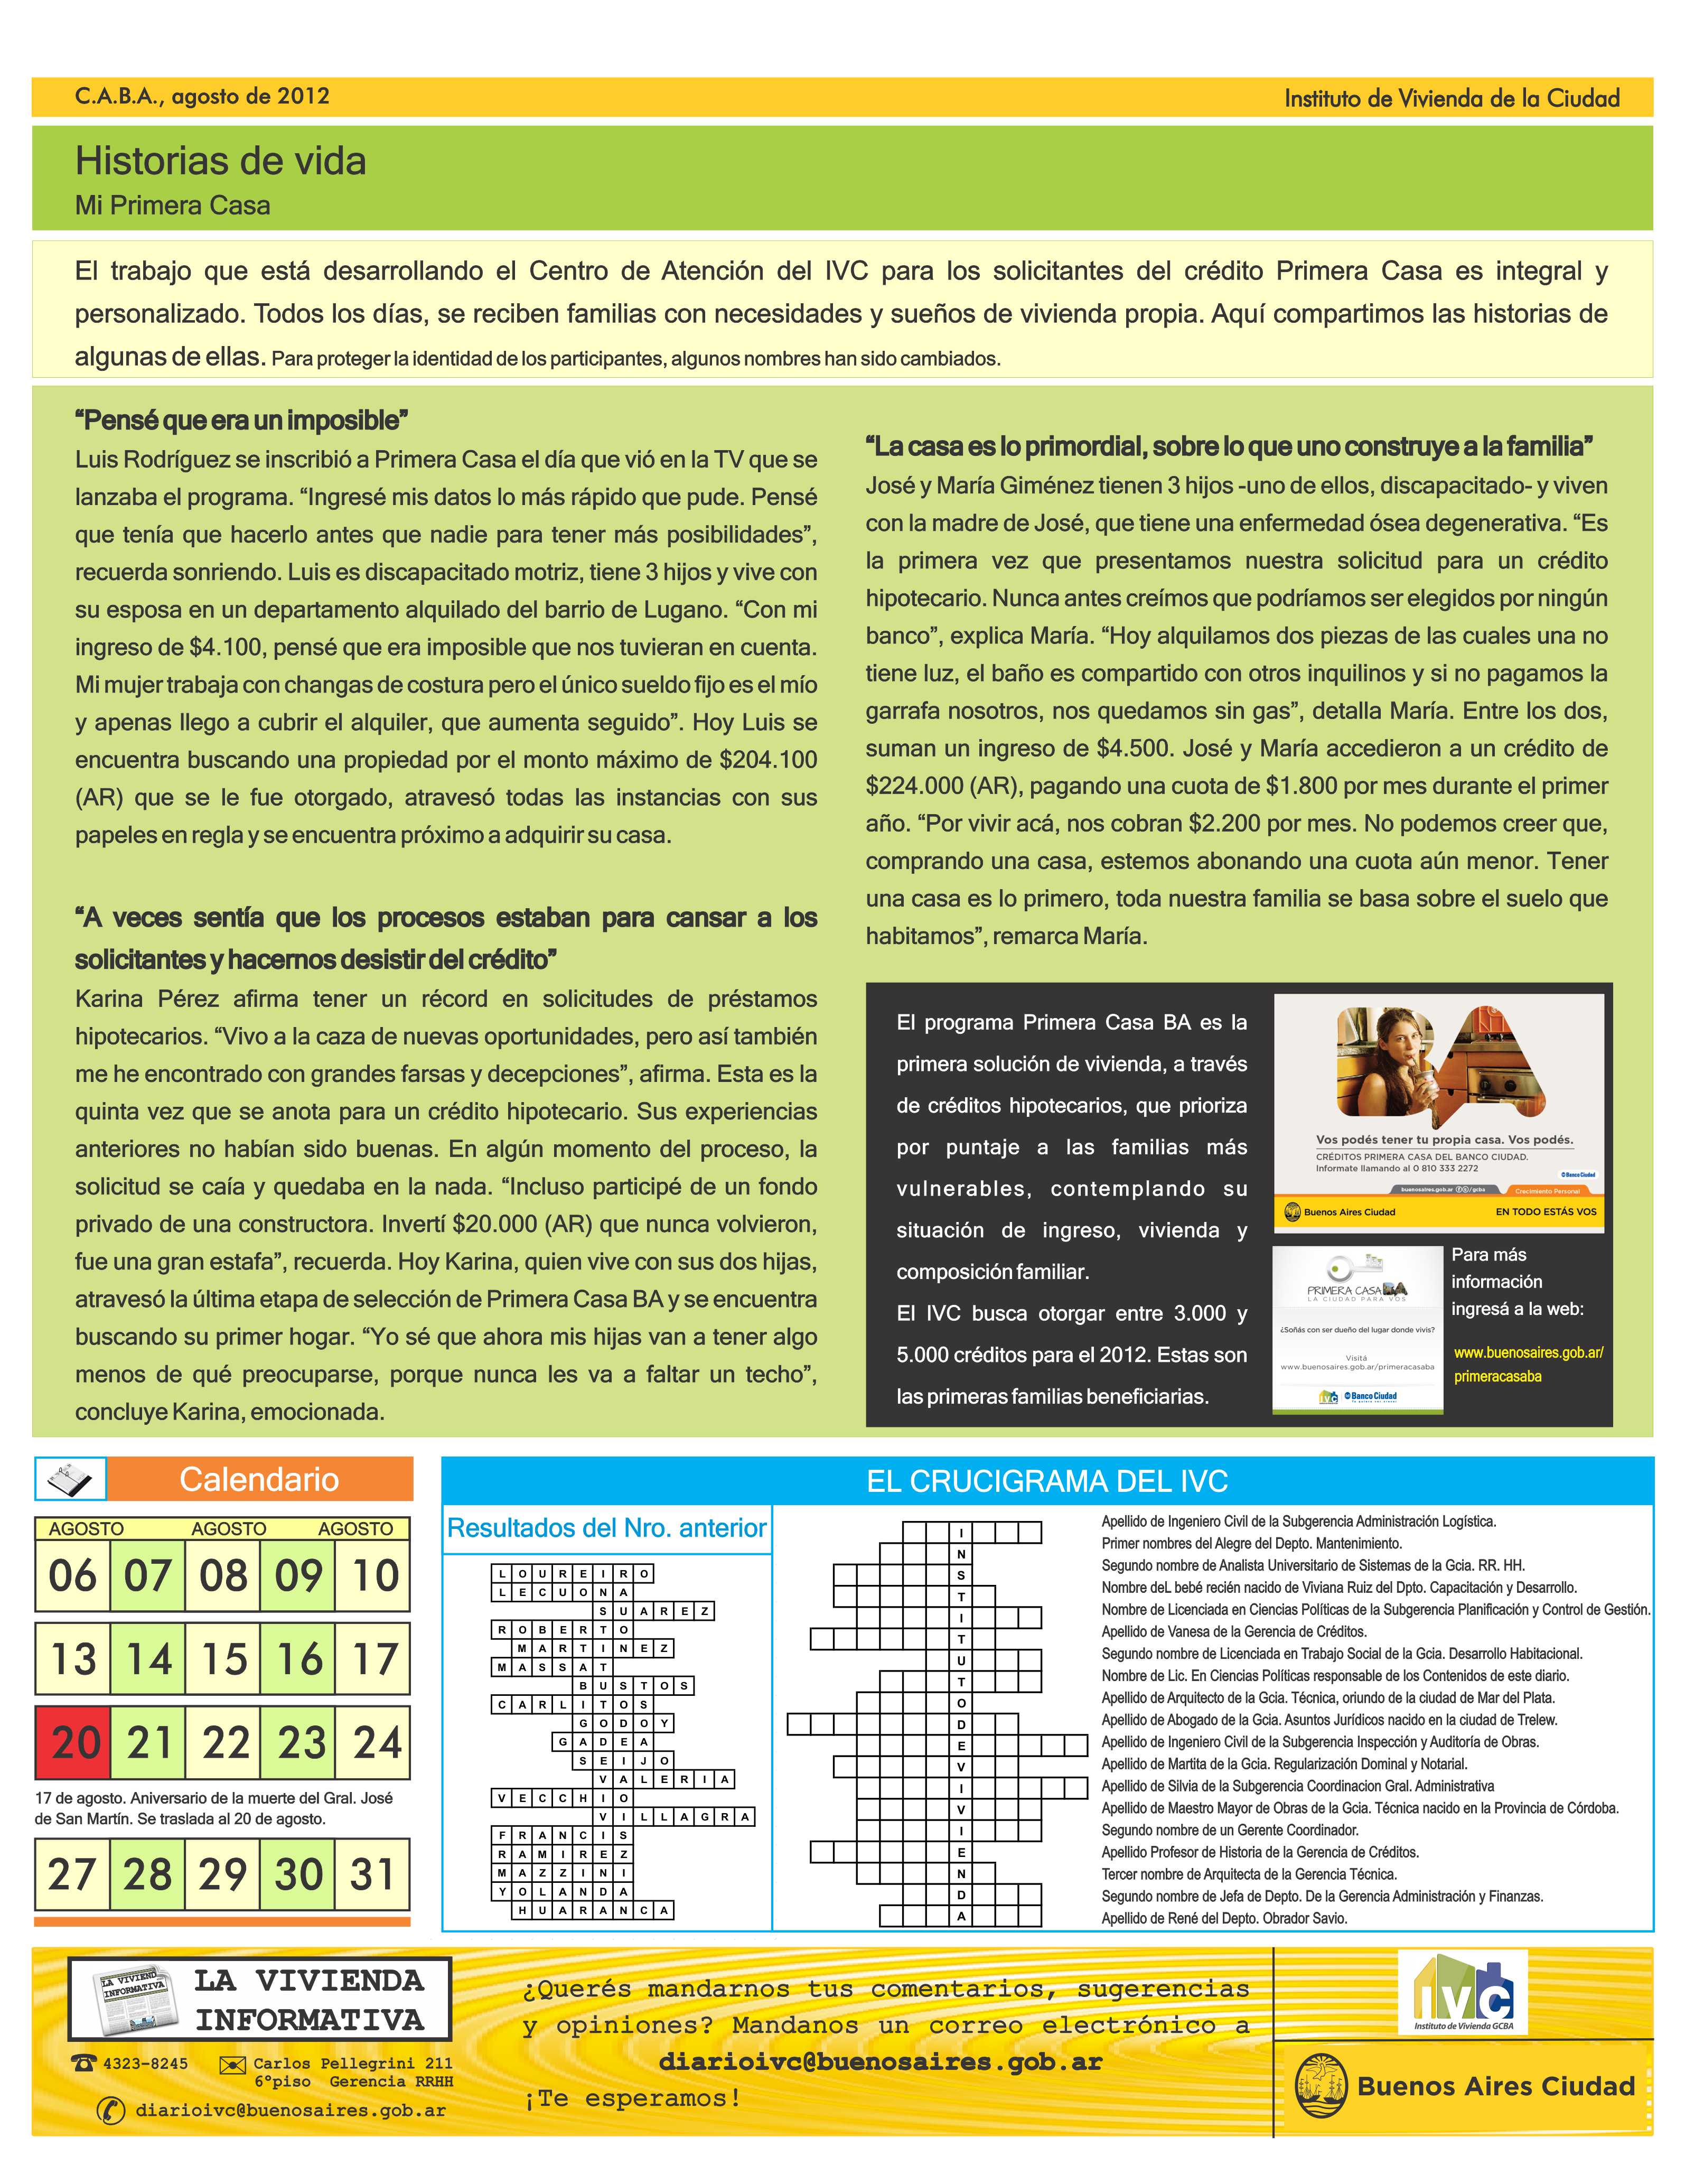 C.A.B.A., agosto de 2012
Instituto de Vivienda de la Ciudad
Historias de vida
Mi Primera Casa
El trabajo que está desarrollando el Centro de Atención del IVC para los solicitantes del crédito Primera Casa es integral y
personalizado. Todos los días, se reciben familias con necesidades y sueños de vivienda propia. Aquí compartimos las historias de
algunas de ellas. Para proteger la identidad de los participantes, algunos nombres han sido cambiados.
“Pensé que era un imposible”
Luis Rodríguez se inscribió a Primera Casa el día que vió en la TV que se
lanzaba el programa. “Ingresé mis datos lo más rápido que pude. Pensé
que tenía que hacerlo antes que nadie para tener más posibilidades”,
recuerda sonriendo. Luis es discapacitado motriz, tiene 3 hijos y vive con
su esposa en un departamento alquilado del barrio de Lugano. “Con mi
ingreso de $4.100, pensé que era imposible que nos tuvieran en cuenta.
Mi mujer trabaja con changas de costura pero el único sueldo fijo es el mío
y apenas llego a cubrir el alquiler, que aumenta seguido”. Hoy Luis se
encuentra buscando una propiedad por el monto máximo de $204.100
(AR) que se le fue otorgado, atravesó todas las instancias con sus
papeles en regla y se encuentra próximo a adquirir su casa.
“A veces sentía que los procesos estaban para cansar a los
solicitantes y hacernos desistir del crédito”
Karina Pérez afirma tener un récord en solicitudes de préstamos
hipotecarios. “Vivo a la caza de nuevas oportunidades, pero así también
me he encontrado con grandes farsas y decepciones”, afirma. Esta es la
quinta vez que se anota para un crédito hipotecario. Sus experiencias
anteriores no habían sido buenas. En algún momento del proceso, la
solicitud se caía y quedaba en la nada. “Incluso participé de un fondo
privado de una constructora. Invertí $20.000 (AR) que nunca volvieron,
fue una gran estafa”, recuerda. Hoy Karina, quien vive con sus dos hijas,
atravesó la última etapa de selección de Primera Casa BA y se encuentra
buscando su primer hogar. “Yo sé que ahora mis hijas van a tener algo
menos de qué preocuparse, porque nunca les va a faltar un techo”,
concluye Karina, emocionada.
“La casa es lo primordial, sobre lo que uno construye a la familia”
José y María Giménez tienen 3 hijos -uno de ellos, discapacitado- y viven
con la madre de José, que tiene una enfermedad ósea degenerativa. “Es
la primera vez que presentamos nuestra solicitud para un crédito
hipotecario. Nunca antes creímos que podríamos ser elegidos por ningún
banco”, explica María. “Hoy alquilamos dos piezas de las cuales una no
tiene luz, el baño es compartido con otros inquilinos y si no pagamos la
garrafa nosotros, nos quedamos sin gas”, detalla María. Entre los dos,
suman un ingreso de $4.500. José y María accedieron a un crédito de
$224.000 (AR), pagando una cuota de $1.800 por mes durante el primer
año. “Por vivir acá, nos cobran $2.200 por mes. No podemos creer que,
comprando una casa, estemos abonando una cuota aún menor. Tener
una casa es lo primero, toda nuestra familia se basa sobre el suelo que
habitamos”, remarca María.
El programa Primera Casa BA es la
primera solución de vivienda, a través
de créditos hipotecarios, que prioriza
por puntaje a las familias más
vulnerables, contemplando su
situación de ingreso, vivienda y
composición familiar.
El IVC busca otorgar entre 3.000 y
5.000 créditos para el 2012. Estas son
las primeras familias beneficiarias.
BA
Vos podés tener tu propia casa. Vos podés.
CRÉDITOS PRIMERA CASA DEL BANCO CIUDAD.
Informate llamando al 0 810 333 2272
Banco Ciudad
buenosaires.gob.ar /gcba
Crecimiento Personal
Buenos Aires Ciudad
EN TODO ESTÁS VOS
PRIMERA CASA BA
LA CIUDAD PARA VOS
¿Soñás con ser dueño del lugar donde vivís?
Visitá
www.buenosaires.gob.ar/primeracasaba
ivc Banco Ciudad
Para más
información
ingresá a la web:
www.buenosaires.gob.ar/
primeracasaba
Calendario
AGOSTO AGOSTO AGOSTO
06 07 08 09 10
13 14 15 16 17
20 21 22 23 24
17 de agosto. Aniversario de la muerte del Gral. José
de San Martín. Se traslada al 20 de agosto.
27 28 29 30 31
EL CRUCIGRAMA DEL IVC
Resultados del Nro. anterior
LOUREIRO
LECUONA
SUAREZ
ROBERTO
MARTINEZ
MASSAT
BUSTOS
CARLITOS
GODOY
GADEA
SEIJO
VALERIA
VECCHIO
VILLAGRA
FRANCIS
RAMIREZ
MAZZINI
YOLANDA
HUARANCA
I
N
S
T
I
T
U
T
O
D
E
V
I
V
I
E
N
D
A
Apellido de Ingeniero Civil de la Subgerencia Administración Logística.
Primer nombres del Alegre del Depto. Mantenimiento.
Segundo nombre de Analista Universitario de Sistemas de la Gcia. RR. HH.
Nombre deL bebé recién nacido de Viviana Ruiz del Dpto. Capacitación y Desarrollo.
Nombre de Licenciada en Ciencias Políticas de la Subgerencia Planificación y Control de Gestión.
Apellido de Vanesa de la Gerencia de Créditos.
Segundo nombre de Licenciada en Trabajo Social de la Gcia. Desarrollo Habitacional.
Nombre de Lic. En Ciencias Políticas responsable de los Contenidos de este diario.
Apellido de Arquitecto de la Gcia. Técnica, oriundo de la ciudad de Mar del Plata.
Apellido de Abogado de la Gcia. Asuntos Jurídicos nacido en la ciudad de Trelew.
Apellido de Ingeniero Civil de la Subgerencia Inspección y Auditoría de Obras.
Apellido de Martita de la Gcia. Regularización Dominal y Notarial.
Apellido de Silvia de la Subgerencia Coordinacion Gral. Administrativa
Apellido de Maestro Mayor de Obras de la Gcia. Técnica nacido en la Provincia de Córdoba.
Segundo nombre de un Gerente Coordinador.
Apellido Profesor de Historia de la Gerencia de Créditos.
Tercer nombre de Arquitecta de la Gerencia Técnica.
Segundo nombre de Jefa de Depto. De la Gerencia Administración y Finanzas.
Apellido de René del Depto. Obrador Savio.
LA VIVIENDA
INFORMATIVA
4323-8245
Carlos Pellegrini 211
6°piso Gerencia RRHH
diarioivc@buenosaires.gob.ar
¿Querés mandarnos tus comentarios, sugerencias
y opiniones? Mandanos un correo electrónico a
diarioivc@buenosaires.gob.ar
¡Te esperamos!
ivc
Instituto de Vivienda GCBA
Buenos Aires Ciudad